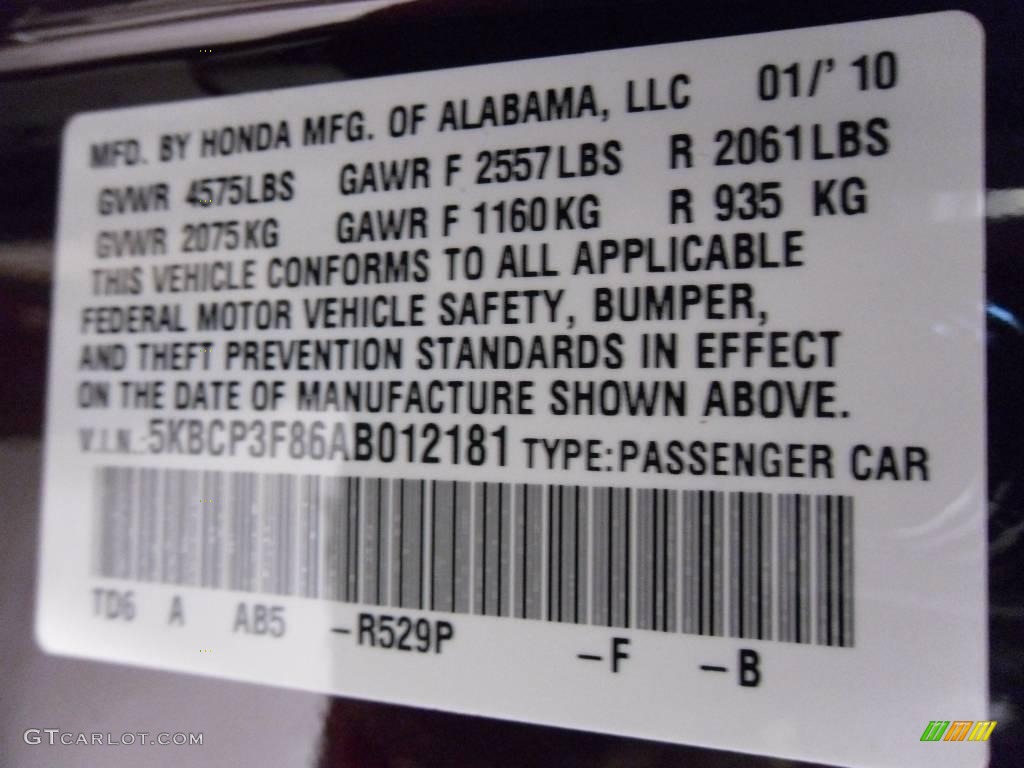 MFD. BY HONDA MFG. OF ALABAMA, LLC 01/' 10
GVWR 4575LBS GAWR F 2557LBS R 2061LBS
GVWR 2075KG GAWR F 1160KG R 935 KG
THIS VEHICLE CONFORMS TO ALL APPLICABLE
FEDERAL MOTOR VEHICLE SAFETY, BUMPER,
AND THEFT PREVENTION STANDARDS IN EFFECT
ON THE DATE OF MANUFACTURE SHOWN ABOVE.
V.I.N.:5KBCP3F86AB012181 TYPE:PASSENGER CAR
TD6 A AB5 –R529P –F –B
GTCARLOT.COM